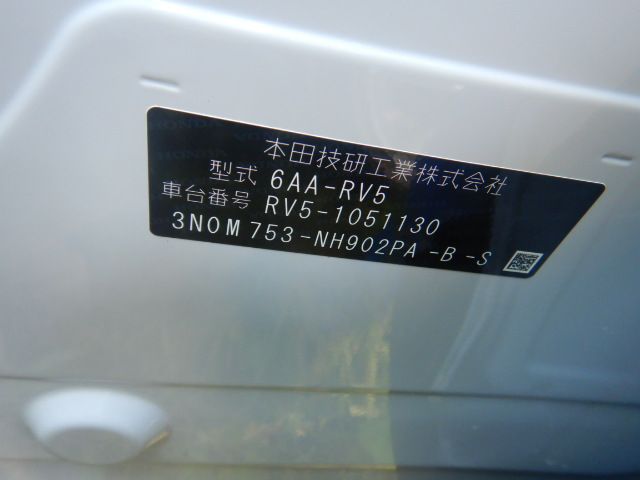 本田技研工業株式会社
型式 6AA-RV5
車台番号 RV5-1051130
3N0M753-NH902PA-B-S